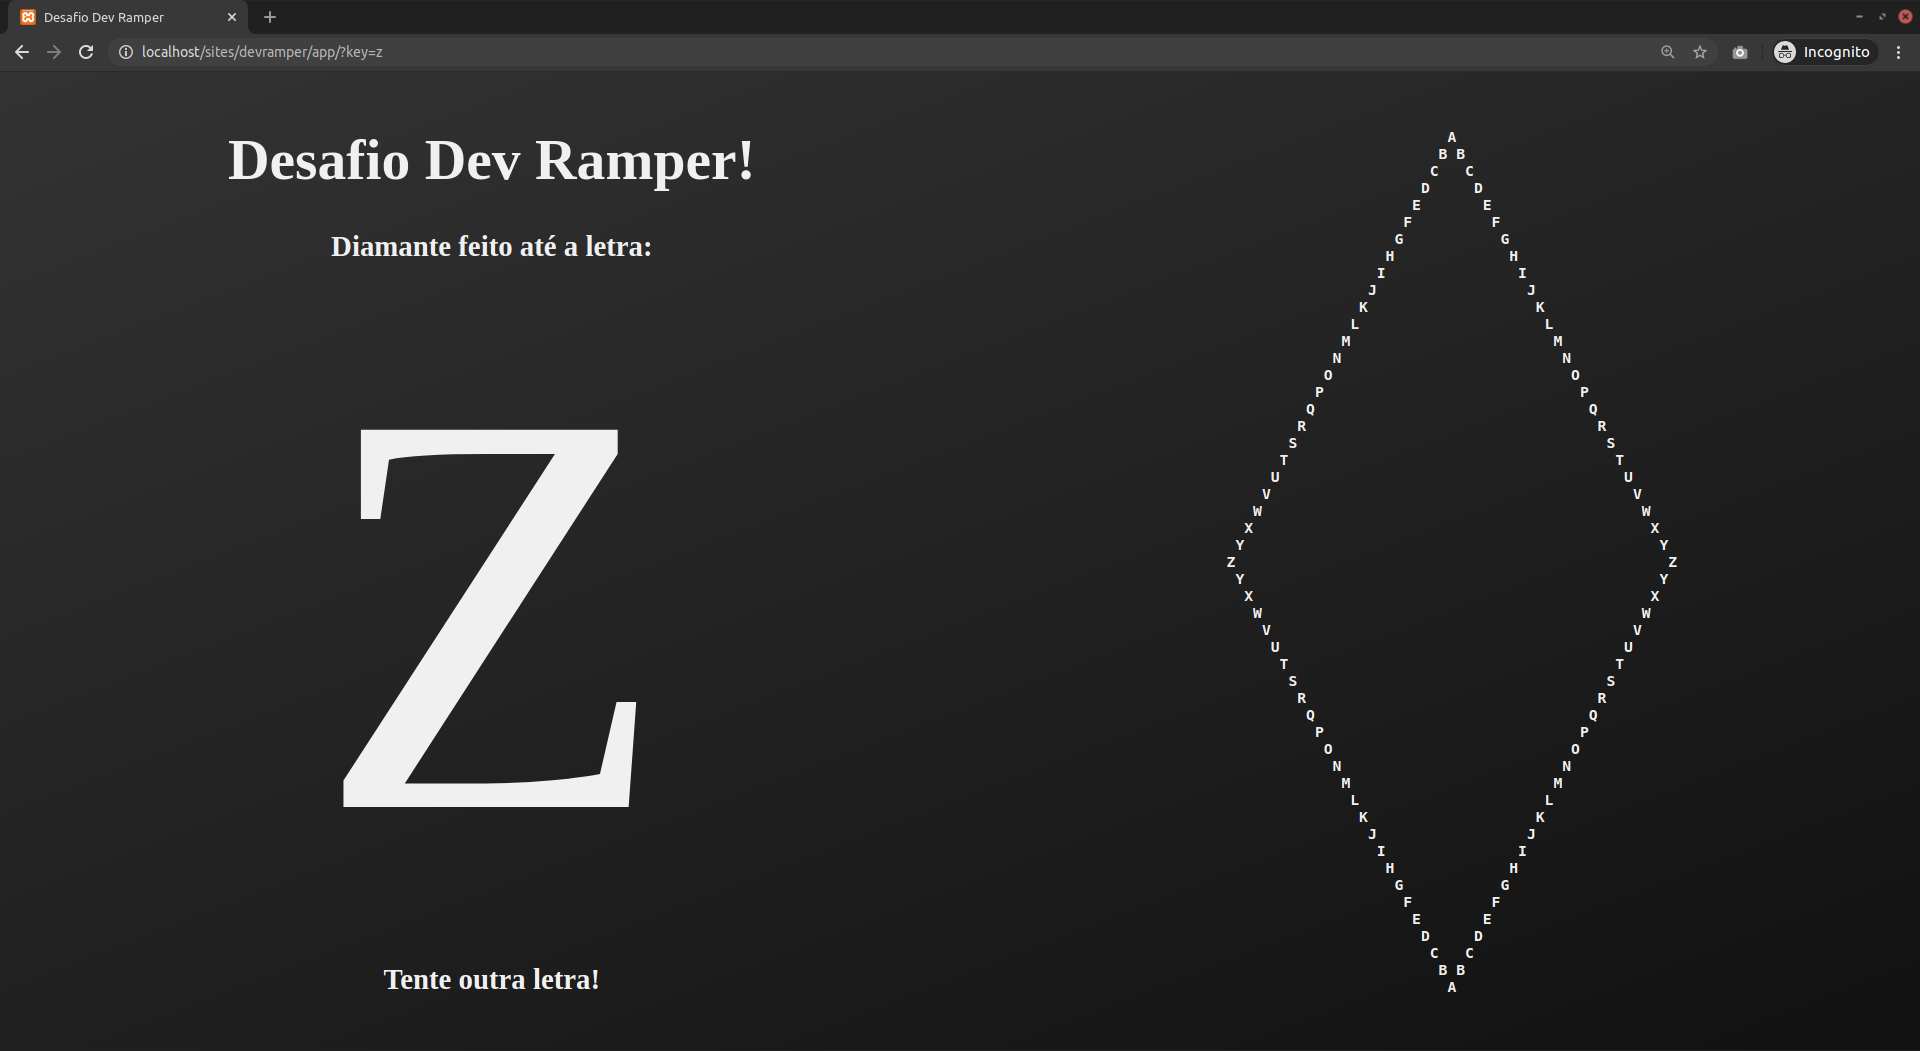 Desafio Dev Ramper
localhost/sites/devramper/app/?key=z
Incognito
Desafio Dev Ramper!
Diamante feito até a letra:
Z
Tente outra letra!
A
B B
C C
D D
E E
F F
G G
H H
I I
J J
K K
L L
M M
N N
O O
P P
Q Q
R R
S S
T T
U U
V V
W W
X X
Y Y
Z Z
Y Y
X X
W W
V V
U U
T T
S S
R R
Q Q
P P
O O
N N
M M
L L
K K
J J
I I
H H
G G
F F
E E
D D
C C
B B
A